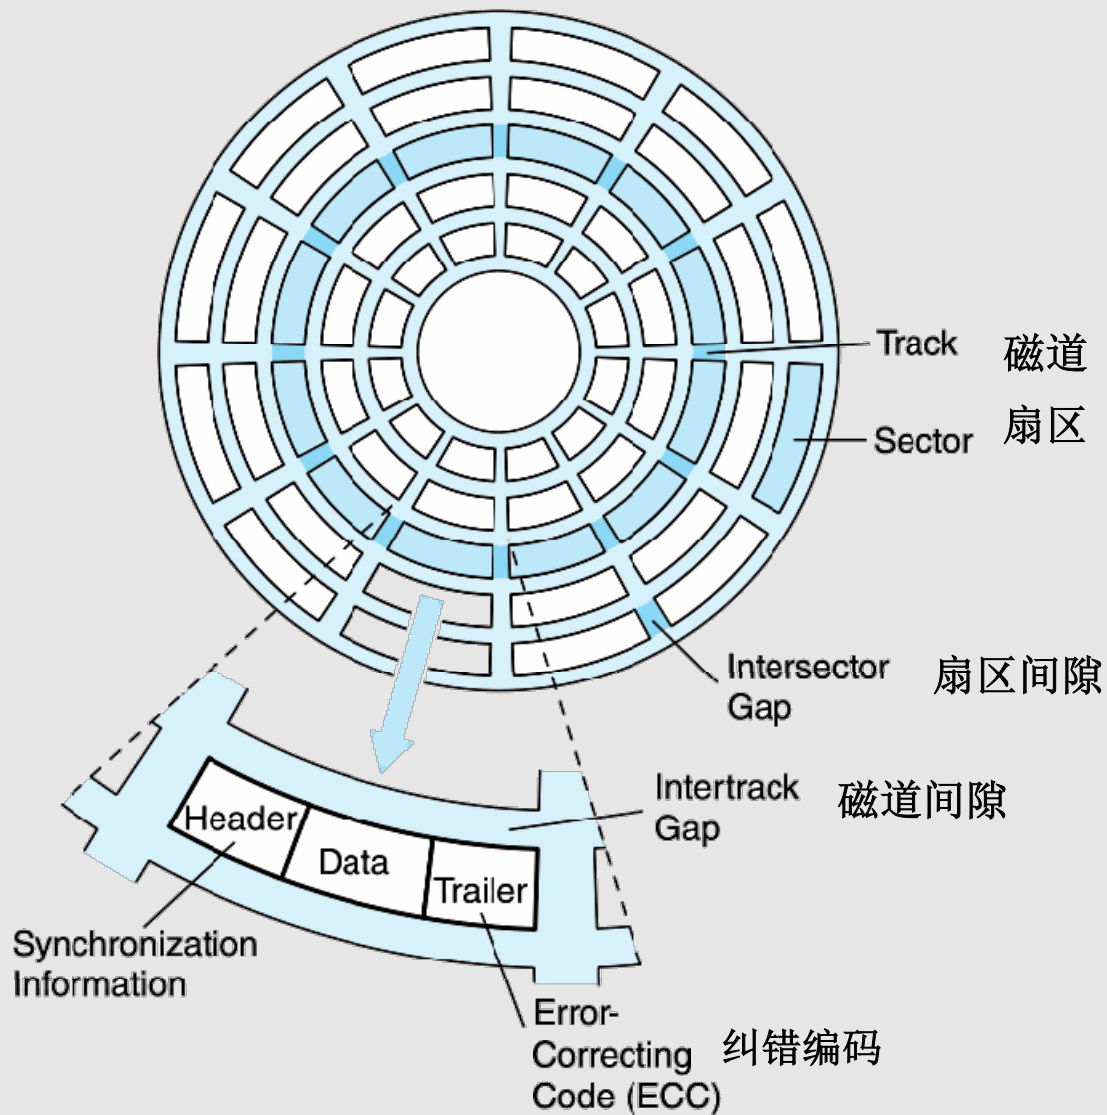 Track 磁道
Sector 扇区
Intersector
Gap
扇区间隙
Intertrack
Gap
磁道间隙
Header
Data
Trailer
Synchronization
Information
Error-
Correcting
Code (ECC)
纠错编码